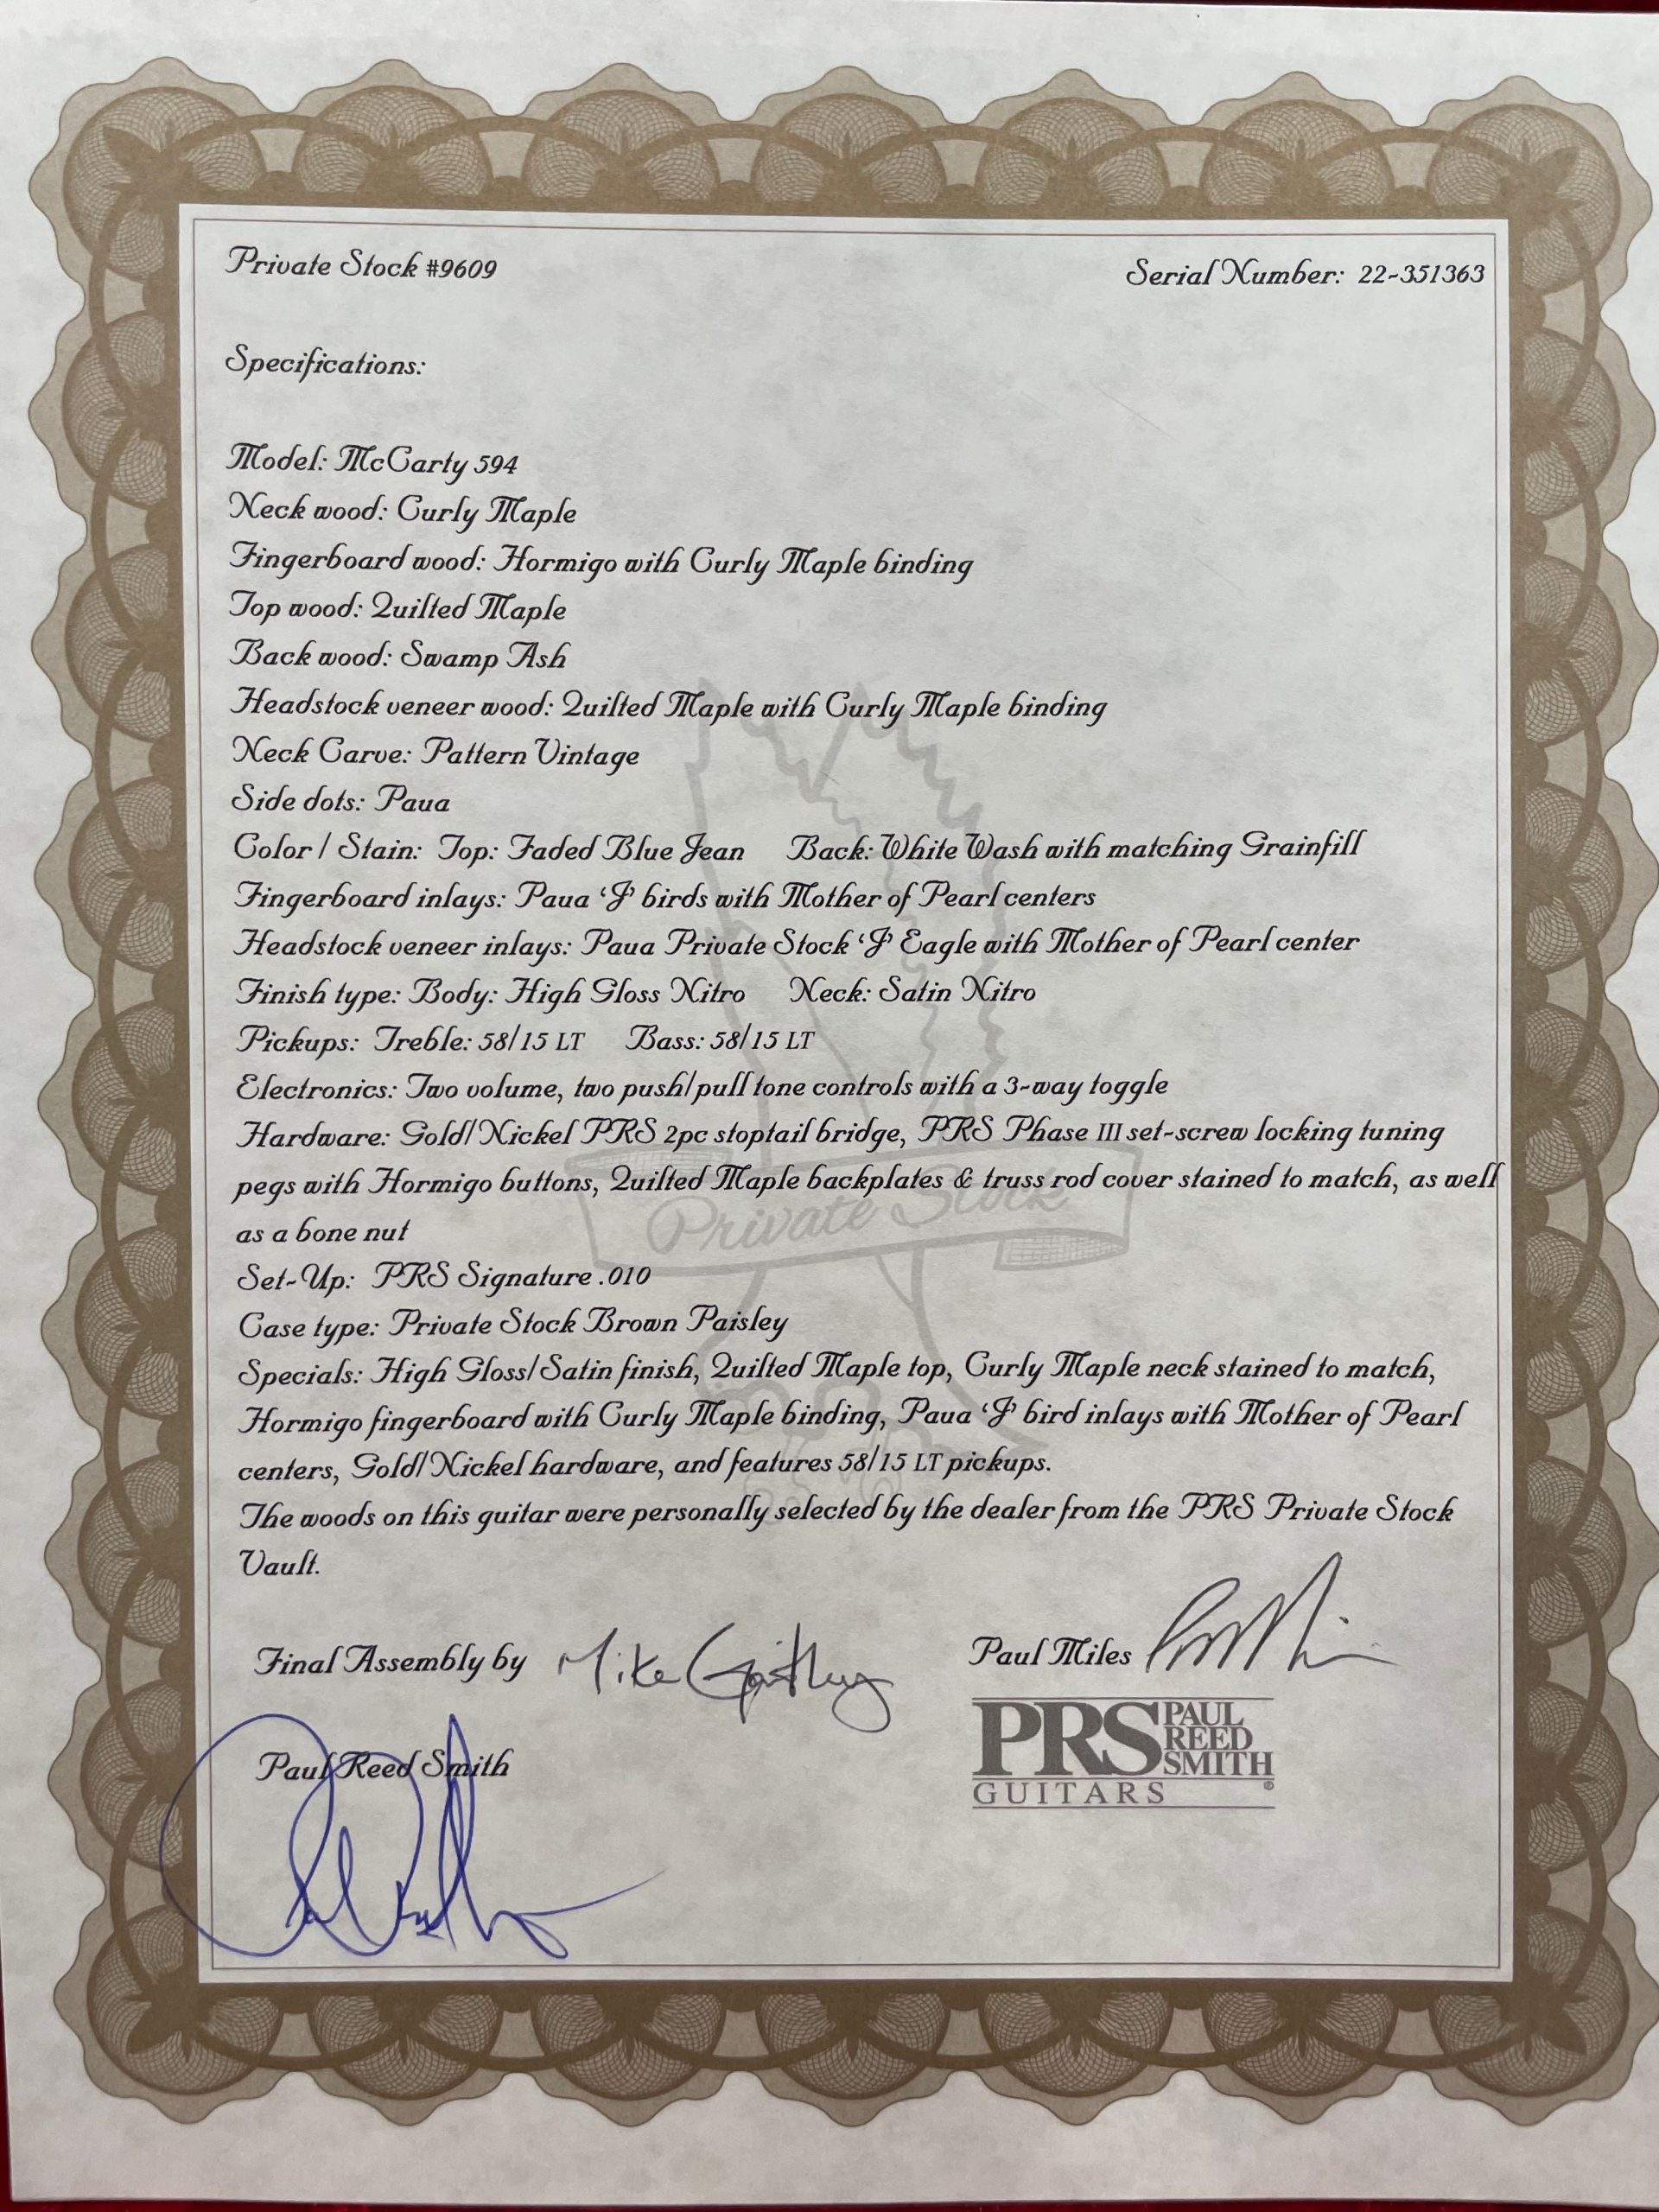 Private Stock #9609
Serial Number: 22-351363
Specifications:
Model: McCarty 594
Neck wood: Curly Maple
Fingerboard wood: Hormigo with Curly Maple binding
Top wood: Quilted Maple
Back wood: Swamp Ash
Headstock veneer wood: Quilted Maple with Curly Maple binding
Neck Carve: Pattern Vintage
Side dots: Paua
Color / Stain: Top: Faded Blue Jean Back: White Wash with matching Grainfill
Fingerboard inlays: Paua ‘J’ birds with Mother of Pearl centers
Headstock veneer inlays: Paua Private Stock ‘J’ Eagle with Mother of Pearl center
Finish type: Body: High Gloss Nitro Neck: Satin Nitro
Pickups: Treble: 58/15 LT Bass: 58/15 LT
Electronics: Two volume, two push/pull tone controls with a 3-way toggle
Hardware: Gold/Nickel PRS 2pc stoptail bridge, PRS Phase III set-screw locking tuning
pegs with Hormigo buttons, Quilted Maple backplates & truss rod cover stained to match, as well
Private Stock
as a bone nut
Set-Up: PRS Signature .010
Case type: Private Stock Brown Paisley
Specials: High Gloss/Satin finish, Quilted Maple top, Curly Maple neck stained to match,
Hormigo fingerboard with Curly Maple binding, Paua ‘J’ bird inlays with Mother of Pearl
centers, Gold/Nickel hardware, and features 58/15 LT pickups.
The woods on this guitar were personally selected by the dealer from the PRS Private Stock
Vault.
Final Assembly by Mike
Paul Miles
Paul Reed Smith
PRS PAUL REED SMITH
GUITARS ®